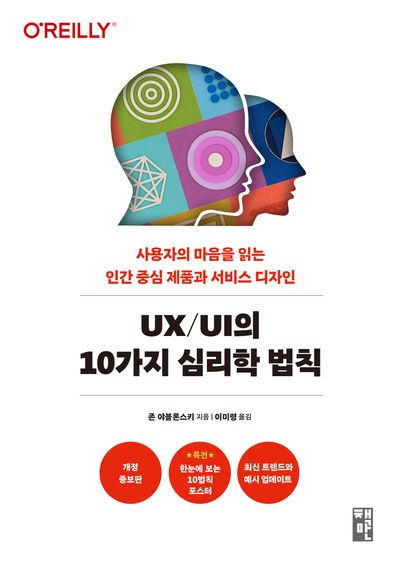 O'REILLY®
사용자의 마음을 읽는
인간 중심 제품과 서비스 디자인
UX/UI의
10가지 심리학 법칙
존 야블론스키 지음 | 이미령 옮김
개정
증보판
★특전★
한눈에 보는
10법칙
포스터
최신 트렌드와
예시 업데이트
책만